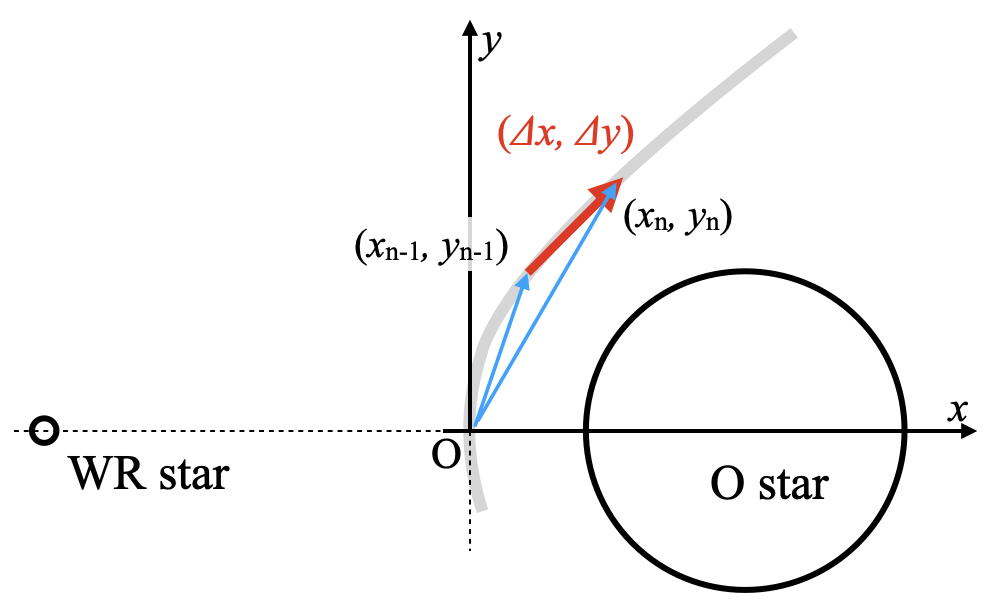 y
(Δx, Δy)
(xn, yn)
(xn-1, yn-1)
x
O
WR star
O star